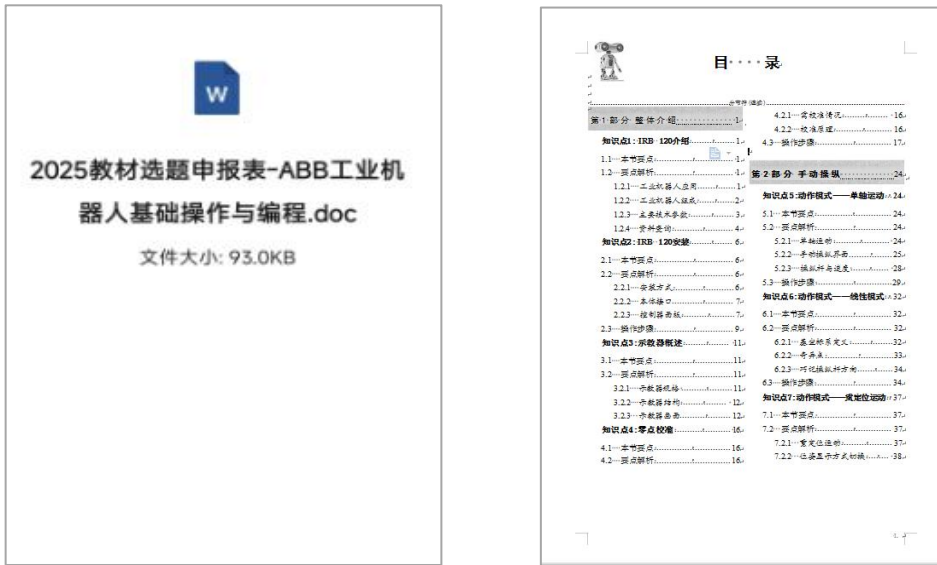 W
2025教材选题申报表-ABB工业机
器人基础操作与编程.doc
文件大小: 93.0KB
目····录
分节符(连续)
第1部分 整体介绍 1
知识点1：IRB 120介绍 1
1.1 本节要点 1
1.2 要点解析 1
1.2.1 工业机器人应用 1
1.2.2 工业机器人组成 2
1.2.3 主要技术参数 3
1.2.4 资料查询 4
知识点2：IRB 120安装 6
2.1 本节要点 6
2.2 要点解析 6
2.2.1 安装方式 6
2.2.2 本体接口 7
2.2.3 控制器面板 7
2.3 操作步骤 9
知识点3：示教器概述 11
3.1 本节要点 11
3.2 要点解析 11
3.2.1 示教器规格 11
3.2.2 示教器结构 12
3.2.3 示教器画面 12
知识点4：零点校准 16
4.1 本节要点 16
4.2 要点解析 16
4.2.1 需校准情况 16
4.2.2 校准原理 16
4.3 操作步骤 17
第2部分 手动操纵 24
知识点5：动作模式——单轴运动 24
5.1 本节要点 24
5.2 要点解析 24
5.2.1 单轴运动 24
5.2.2 手动操纵界面 25
5.2.3 操纵杆与速度 28
5.3 操作步骤 29
知识点6：动作模式——线性模式 32
6.1 本节要点 32
6.2 要点解析 32
6.2.1 基坐标系定义 32
6.2.2 奇异点 33
6.2.3 巧记操纵杆方向 34
6.3 操作步骤 34
知识点7：动作模式——重定位运动 37
7.1 本节要点 37
7.2 要点解析 37
7.2.1 重定位运动 37
7.2.2 位姿显示方式切换 38